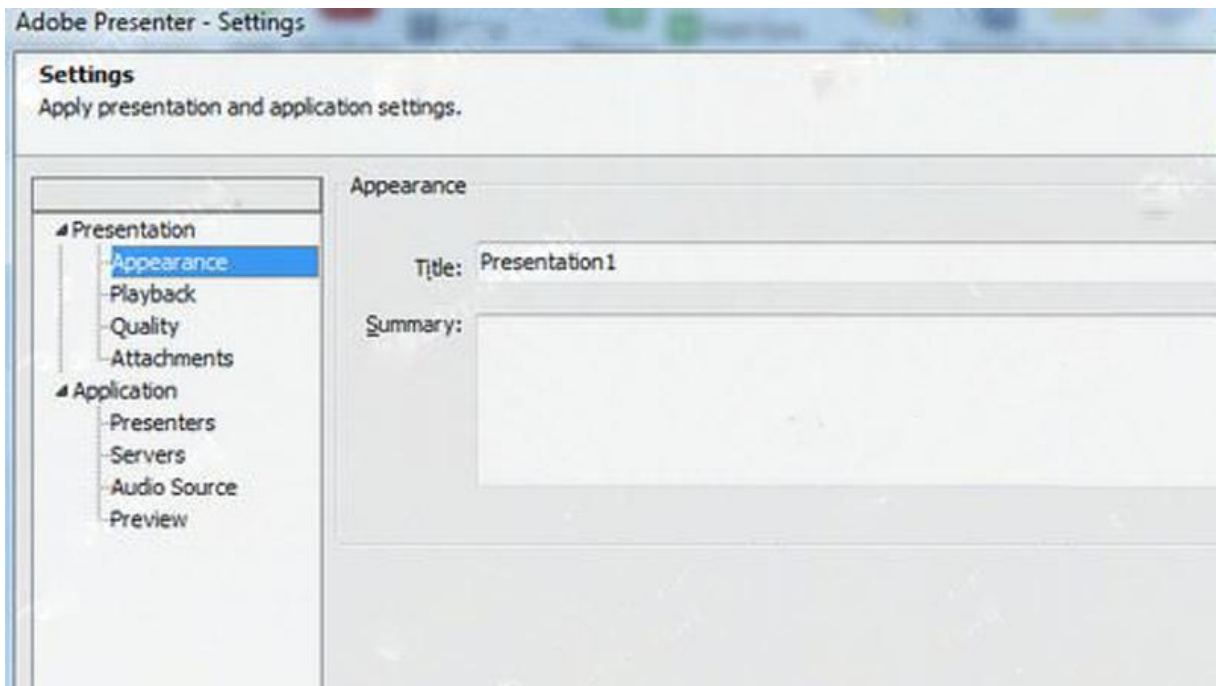 Adobe Presenter - Settings
Settings
Apply presentation and application settings.
Presentation
Appearance
Playback
Quality
Attachments
Application
Presenters
Servers
Audio Source
Preview
Appearance
Title: Presentation1
Summary: